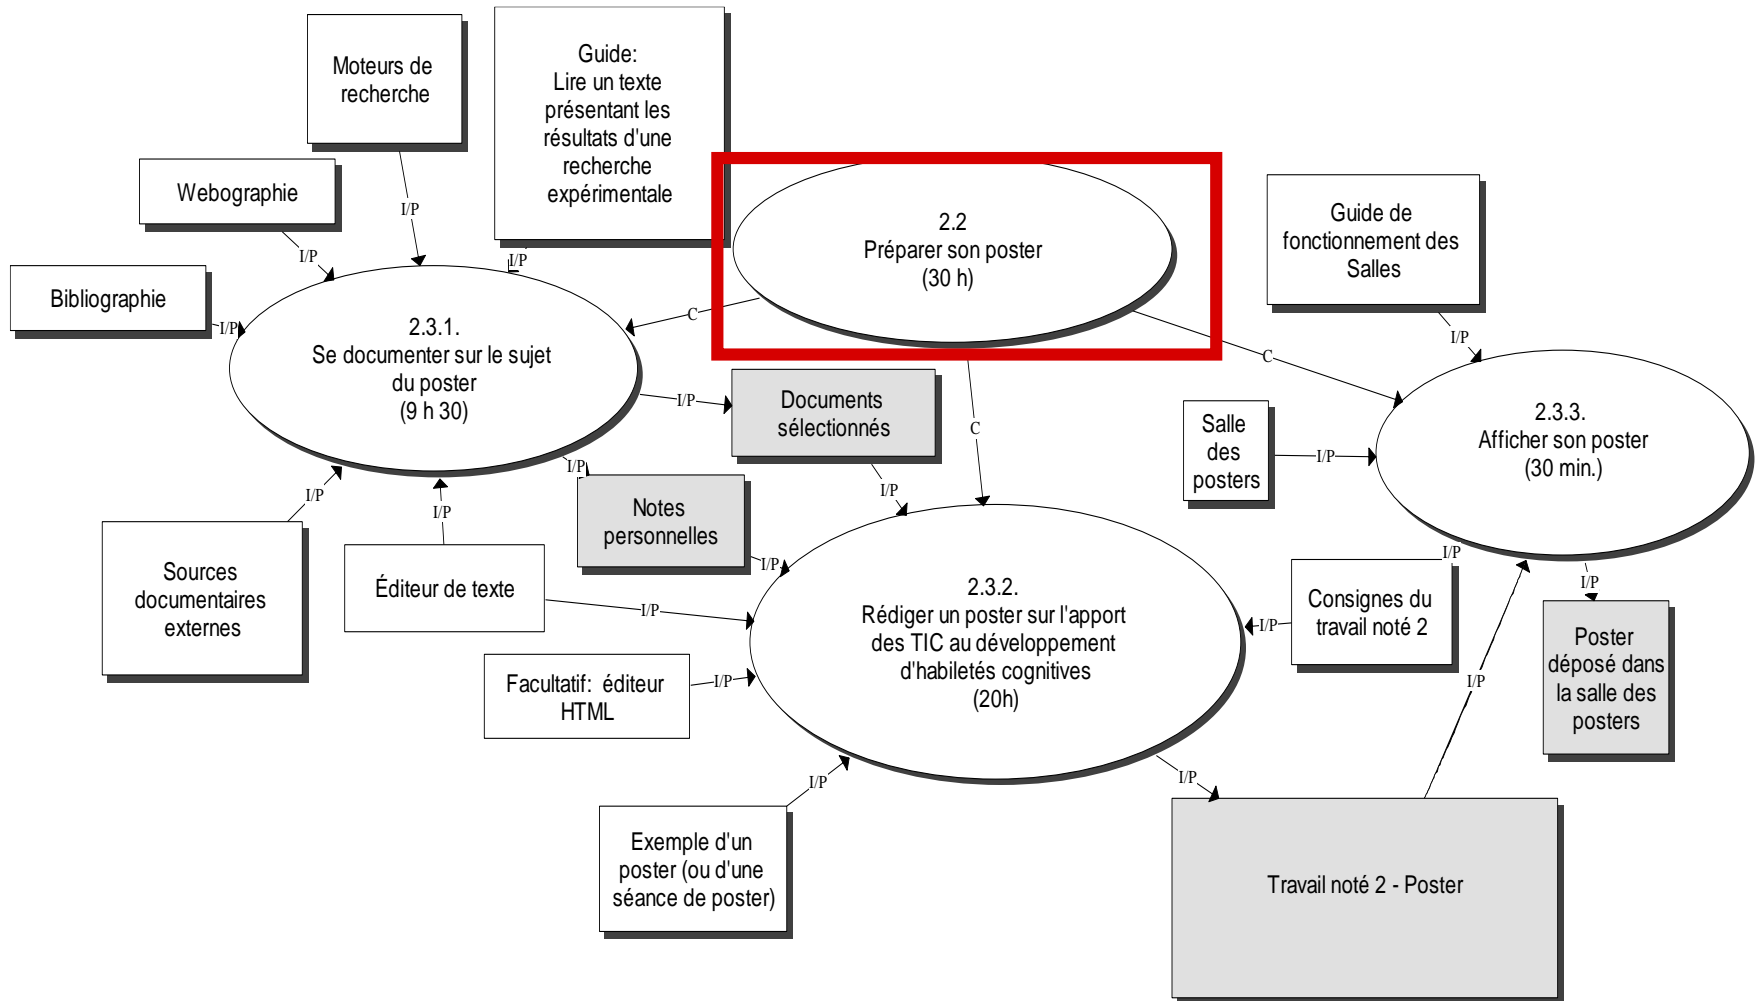 Moteurs de
recherche
Guide:
Lire un texte
présentant les
résultats d'une
recherche
expérimentale
Webographie
I/P
I/P
I/P
Bibliographie
I/P
2.2
Préparer son poster
(30 h)
Guide de
fonctionnement des
Salles
I/P
C
C
C
2.3.1.
Se documenter sur le sujet
du poster
(9 h 30)
I/P
Documents
sélectionnés
I/P
Salle
des
posters
I/P
2.3.3.
Afficher son poster
(30 min.)
I/P
I/P
I/P
Notes
personnelles
I/P
Sources
documentaires
externes
Éditeur de texte
I/P
2.3.2.
Rédiger un poster sur l'apport
des TIC au développement
d'habiletés cognitives
(20h)
I/P
Consignes du
travail noté 2
I/P
I/P
Poster
déposé dans
la salle des
posters
Facultatif: éditeur
HTML
I/P
I/P
I/P
I/P
Exemple d'un
poster (ou d'une
séance de poster)
Travail noté 2 - Poster